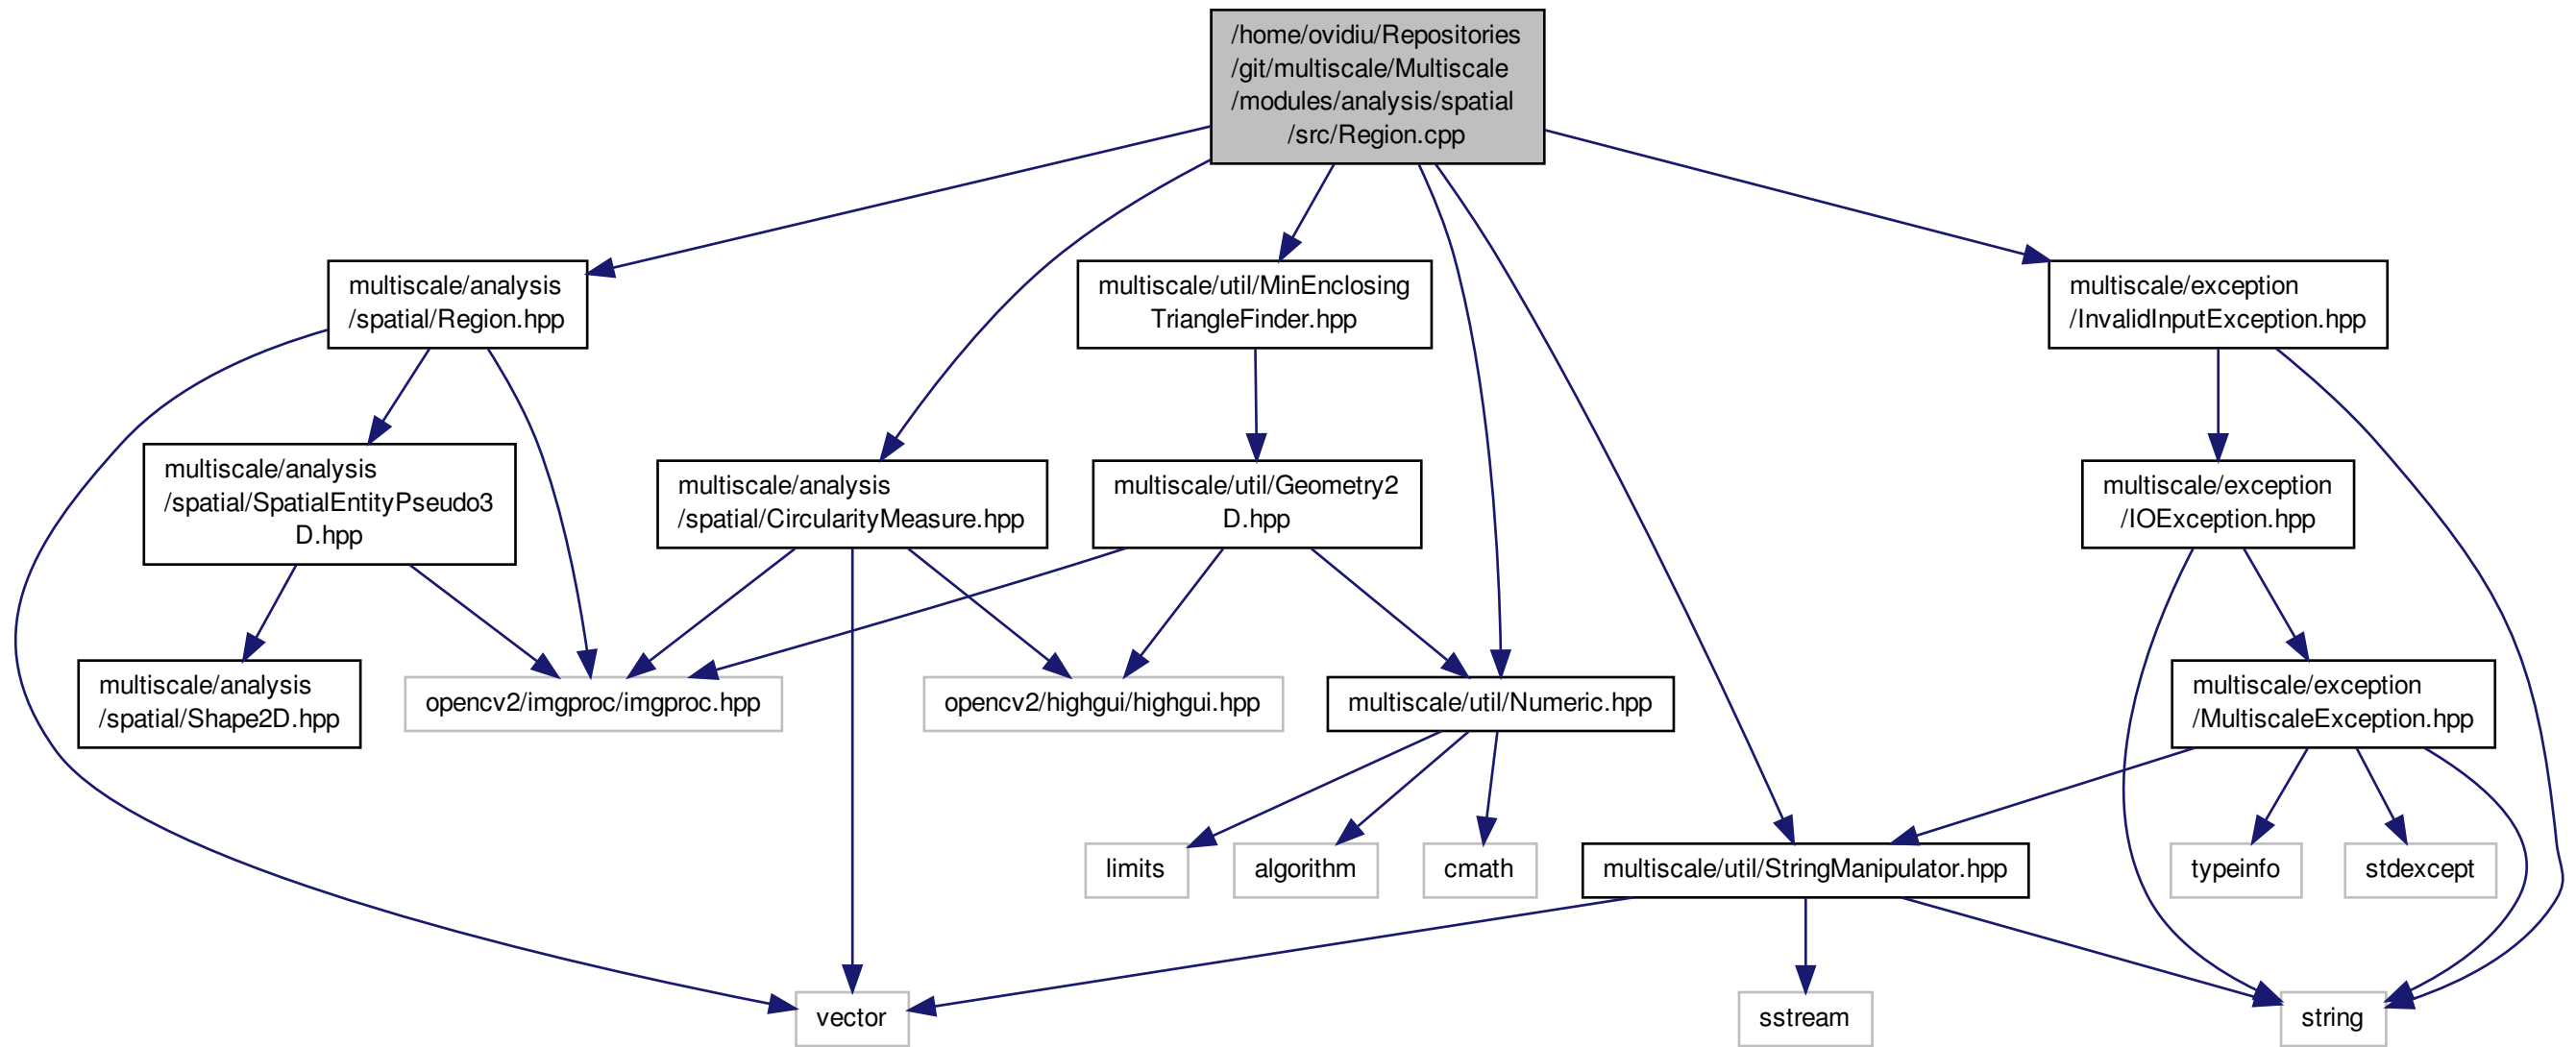 /home/ovidiu/Repositories
/git/multiscale/Multiscale
/modules/analysis/spatial
/src/Region.cpp
multiscale/analysis
/spatial/Region.hpp
multiscale/util/MinEnclosing
TriangleFinder.hpp
multiscale/exception
/InvalidInputException.hpp
multiscale/analysis
/spatial/SpatialEntityPseudo3
D.hpp
multiscale/analysis
/spatial/CircularityMeasure.hpp
multiscale/util/Geometry2
D.hpp
multiscale/exception
/IOException.hpp
multiscale/analysis
/spatial/Shape2D.hpp
opencv2/imgproc/imgproc.hpp
opencv2/highgui/highgui.hpp
multiscale/util/Numeric.hpp
multiscale/exception
/MultiscaleException.hpp
limits
algorithm
cmath
multiscale/util/StringManipulator.hpp
typeinfo
stdexcept
vector
sstream
string